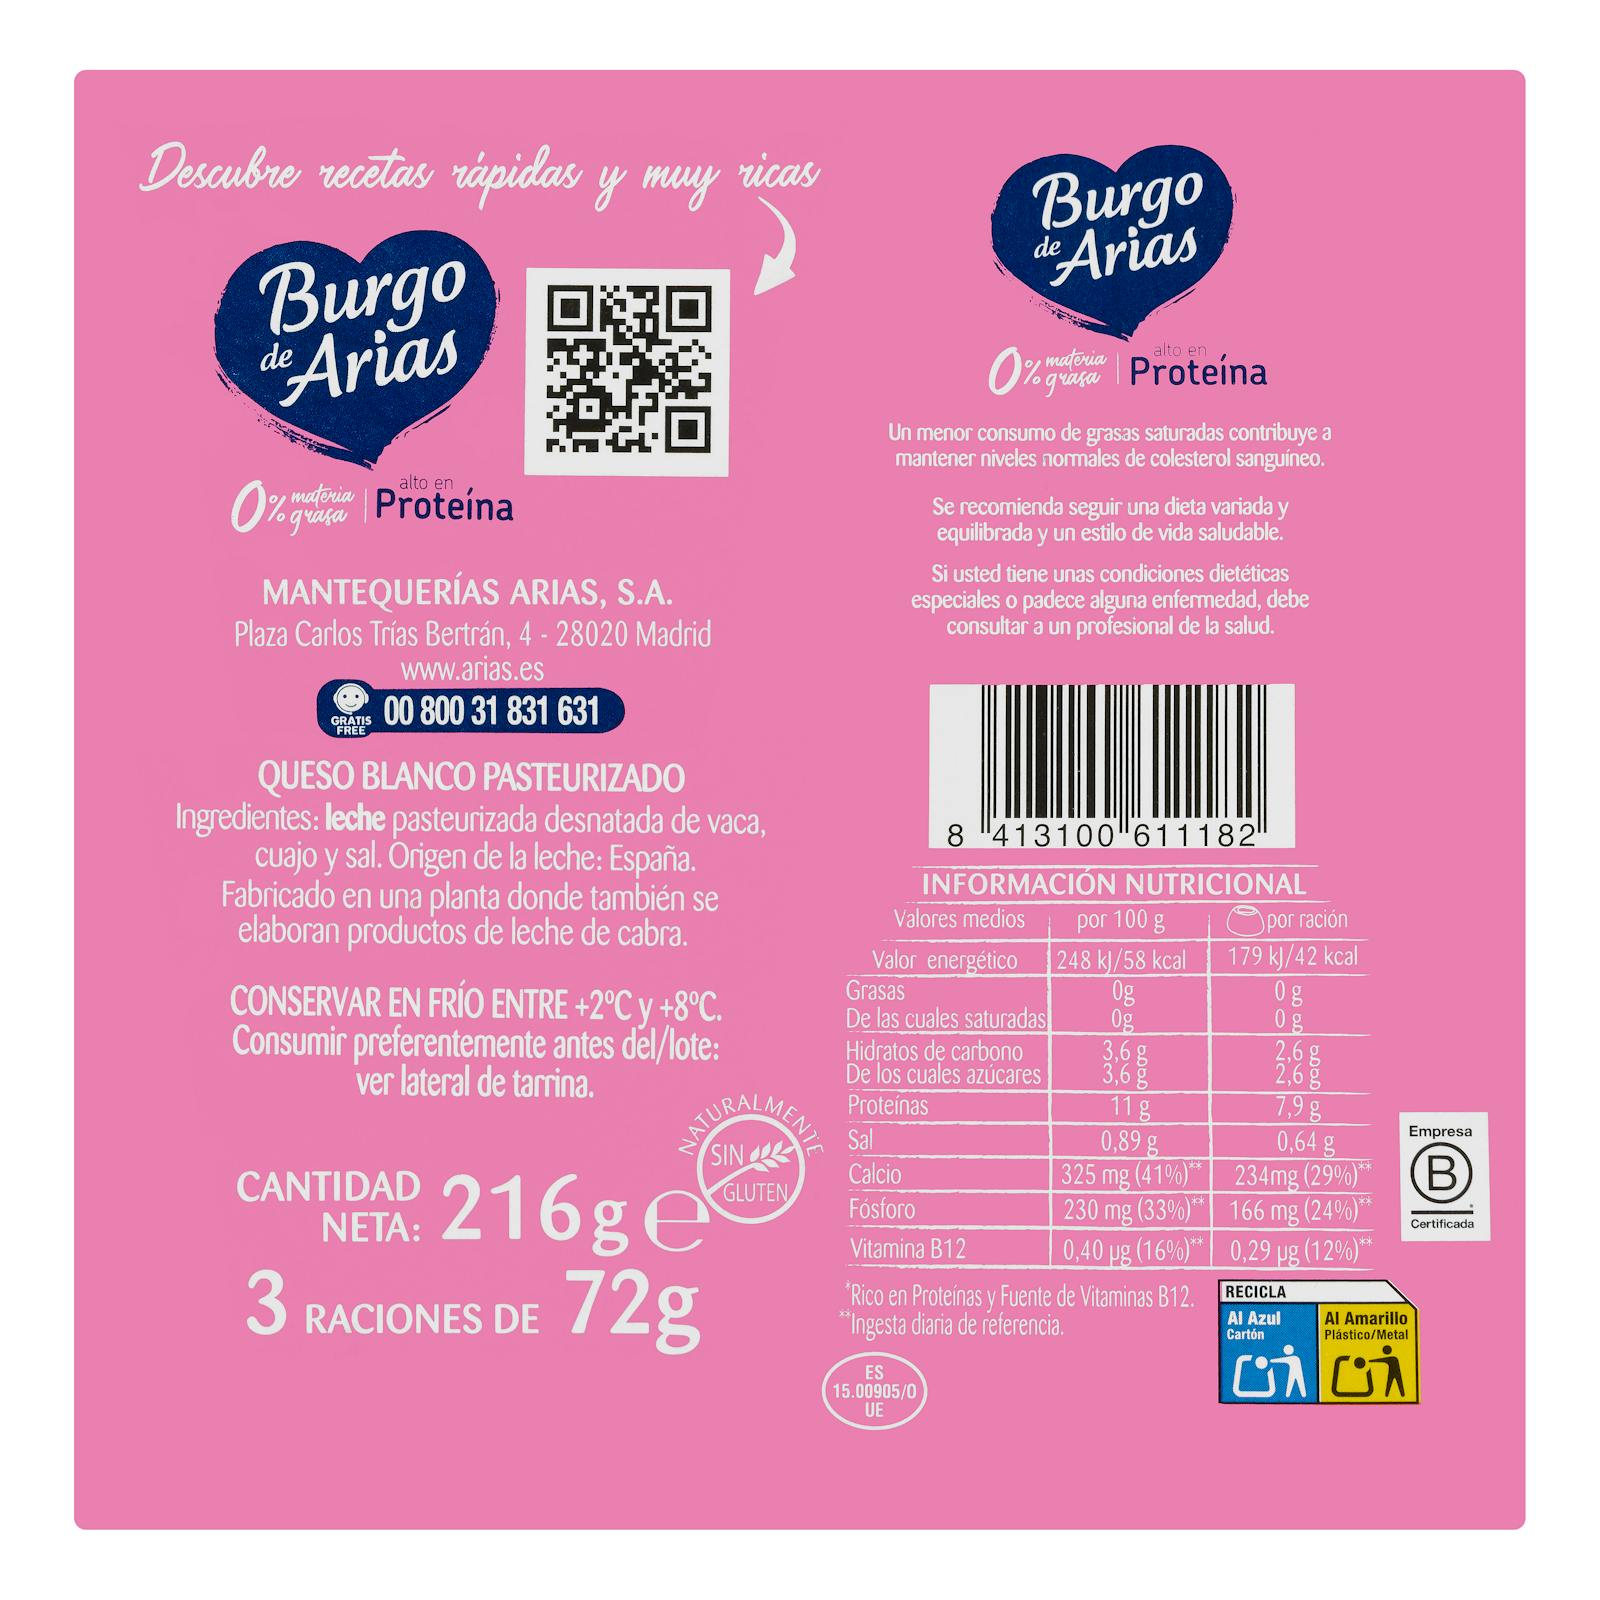 Descubre recetas rápidas y muy ricas
Burgo
de Arias
0% materia grasa | alto en Proteína
MANTEQUERÍAS ARIAS, S.A.
Plaza Carlos Trías Bertrán, 4 - 28020 Madrid
www.arias.es
GRATIS FREE 00 800 31 831 631
QUESO BLANCO PASTEURIZADO
Ingredientes: leche pasteurizada desnatada de vaca,
cuajo y sal. Origen de la leche: España.
Fabricado en una planta donde también se
elaboran productos de leche de cabra.
CONSERVAR EN FRÍO ENTRE +2ºC y +8ºC.
Consumir preferentemente antes del/lote:
ver lateral de tarrina.
NATURALMENTE
SIN
GLUTEN
CANTIDAD
NETA: 216g e
3 RACIONES DE 72g
Burgo
de Arias
0% materia grasa | alto en Proteína
Un menor consumo de grasas saturadas contribuye a
mantener niveles normales de colesterol sanguíneo.
Se recomienda seguir una dieta variada y
equilibrada y un estilo de vida saludable.
Si usted tiene unas condiciones dietéticas
especiales o padece alguna enfermedad, debe
consultar a un profesional de la salud.
8 413100 611182
INFORMACIÓN NUTRICIONAL
Valores medios por 100 g por ración
Valor energético 248 kJ/58 kcal 179 kJ/42 kcal
Grasas 0g 0 g
De las cuales saturadas 0g 0 g
Hidratos de carbono 3,6 g 2,6 g
De los cuales azúcares 3,6 g 2,6 g
Proteínas 11 g 7,9 g
Sal 0,89 g 0,64 g
Calcio 325 mg (41%)** 234mg (29%)**
Fósforo 230 mg (33%)** 166 mg (24%)**
Vitamina B12 0,40 µg (16%)** 0,29 µg (12%)**
*Rico en Proteínas y Fuente de Vitaminas B12.
**Ingesta diaria de referencia.
ES
15.00905/O
UE
Empresa
B
Certificada
RECICLA
Al Azul
Cartón
Al Amarillo
Plástico/Metal